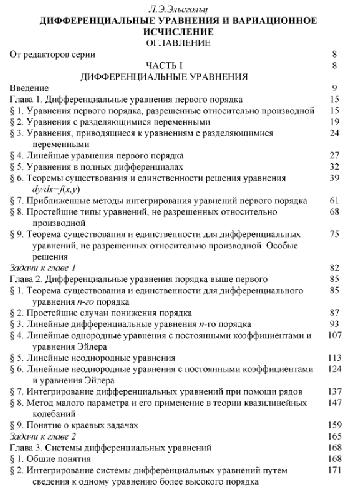 Л.Э.Эльсгольц
ДИФФЕРЕНЦИАЛЬНЫЕ УРАВНЕНИЯ И ВАРИАЦИОННОЕ
ИСЧИСЛЕНИЕ
ОГЛАВЛЕНИЕ
От редакторов серии 8
ЧАСТЬ I 8
ДИФФЕРЕНЦИАЛЬНЫЕ УРАВНЕНИЯ
Введение 9
Глава 1. Дифференциальные уравнения первого порядка 15
§ 1. Уравнения первого порядка, разрешенные относительно производной 15
§ 2. Уравнения с разделяющимися переменными 19
§ 3. Уравнения, приводящиеся к уравнениям с разделяющимися 24
переменными
§ 4. Линейные уравнения первого порядка 27
§ 5. Уравнения в полных дифференциалах 32
§ 6. Теоремы существования и единственности решения уравнения 39
dy/dx=f(x,y)
§ 7. Приближенные методы интегрирования уравнений первого порядка 61
§ 8. Простейшие типы уравнений, не разрешенных относительно 68
производной
§ 9. Теорема существования и единственности для дифференциальных 75
уравнений, не разрешенных относительно производной. Особые
решения
Задачи к главе 1 82
Глава 2. Дифференциальные уравнения порядка выше первого 85
§ 1. Теорема существования и единственности для дифференциального 85
уравнения n-го порядка
§ 2. Простейшие случаи понижения порядка 87
§ 3. Линейные дифференциальные уравнения n-го порядка 93
§ 4. Линейные однородные уравнения с постоянными коэффициентами и 107
уравнения Эйлера
§ 5. Линейные неоднородные уравнения 113
§ 6. Линейные неоднородные уравнения с постоянными коэффициентами 124
и уравнения Эйлера
§ 7. Интегрирование дифференциальных уравнений при помощи рядов 137
§ 8. Метод малого параметра и его применение в теории квазилинейных 147
колебаний
§ 9. Понятие о краевых задачах 159
Задачи к главе 2 165
Глава 3. Системы дифференциальных уравнений 168
§ 1. Общие понятия 168
§ 2. Интегрирование системы дифференциальных уравнений путем 171
сведения к одному уравнению более высокого порядка